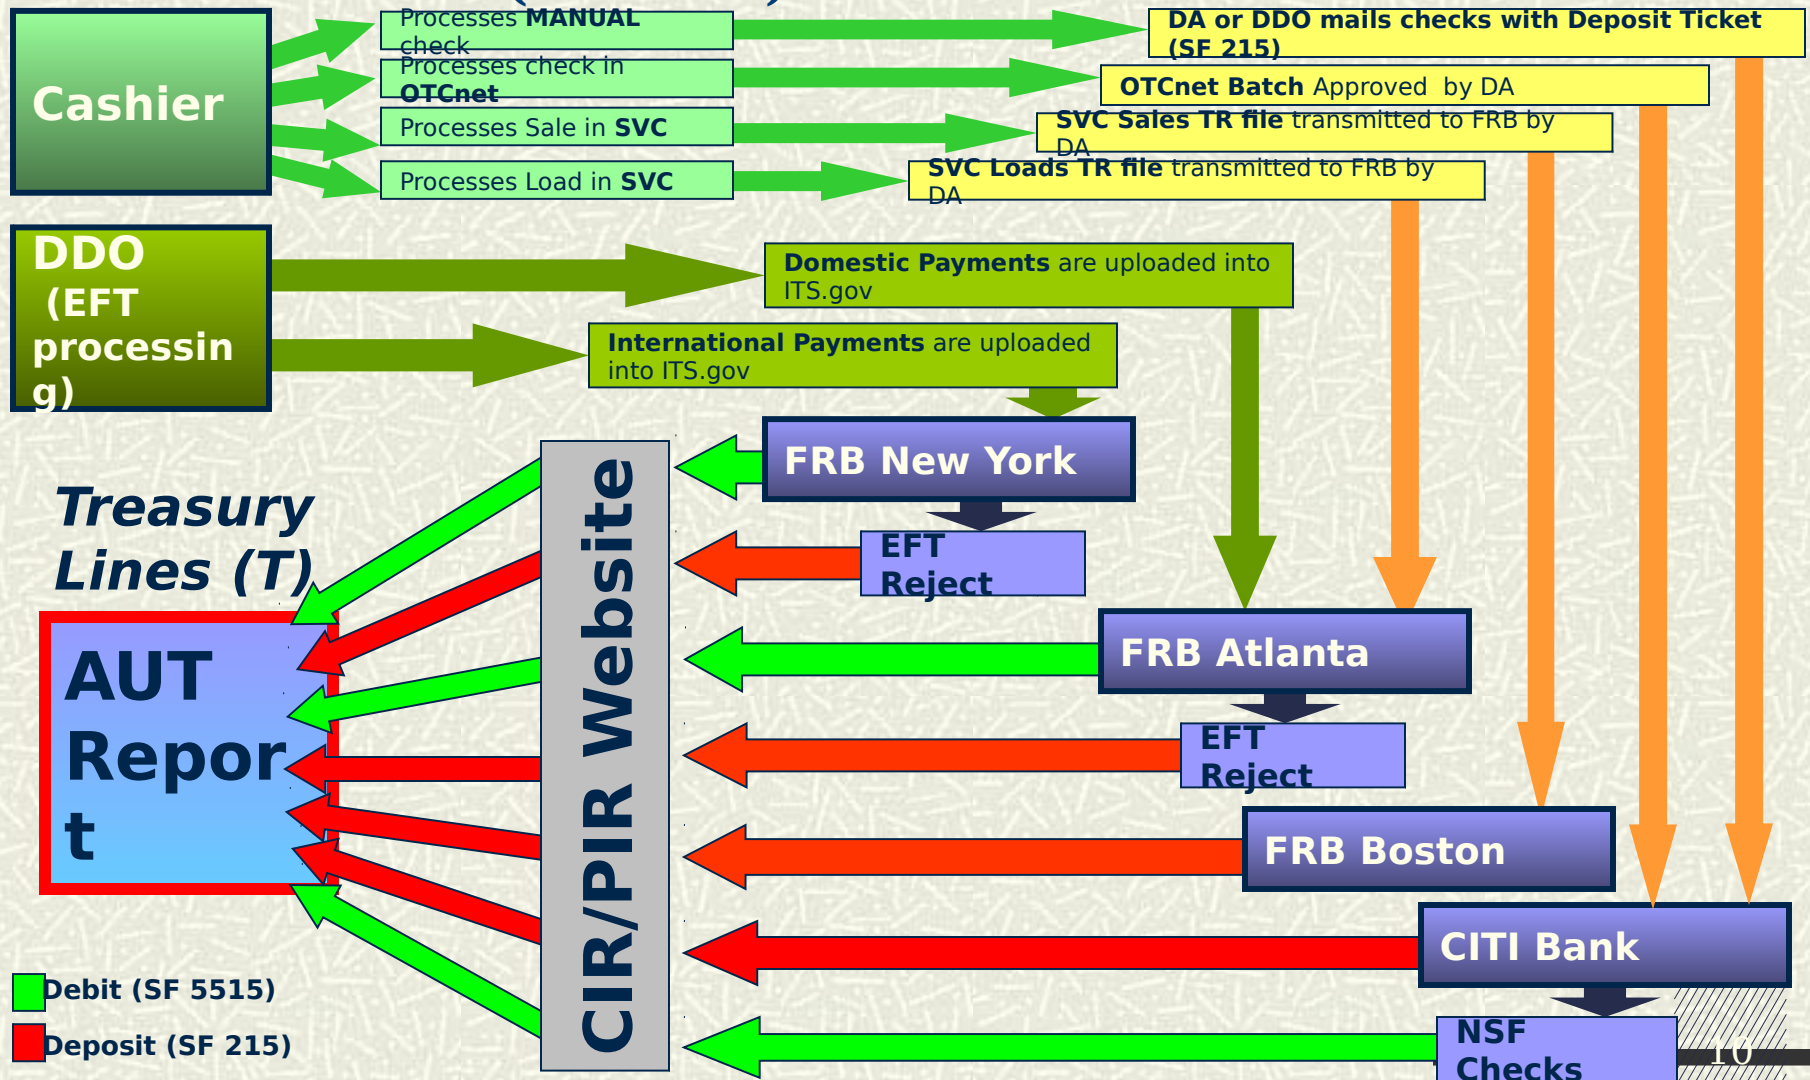 Cashier
Processes MANUAL
check
Processes check in
OTCnet
Processes Sale in SVC
Processes Load in SVC
DA or DDO mails checks with Deposit Ticket
(SF 215)
OTCnet Batch Approved  by DA
SVC Sales TR file transmitted to FRB by
DA
SVC Loads TR file transmitted to FRB by
DA
DDO
(EFT
processin
g)
Domestic Payments are uploaded into
ITS.gov
International Payments are uploaded
into ITS.gov
FRB New York
EFT
Reject
FRB Atlanta
EFT
Reject
FRB Boston
CITI Bank
NSF
Checks
CIR/PIR Website
Treasury
Lines (T)
AUT
Repor
t
Debit (SF 5515)
Deposit (SF 215)
10